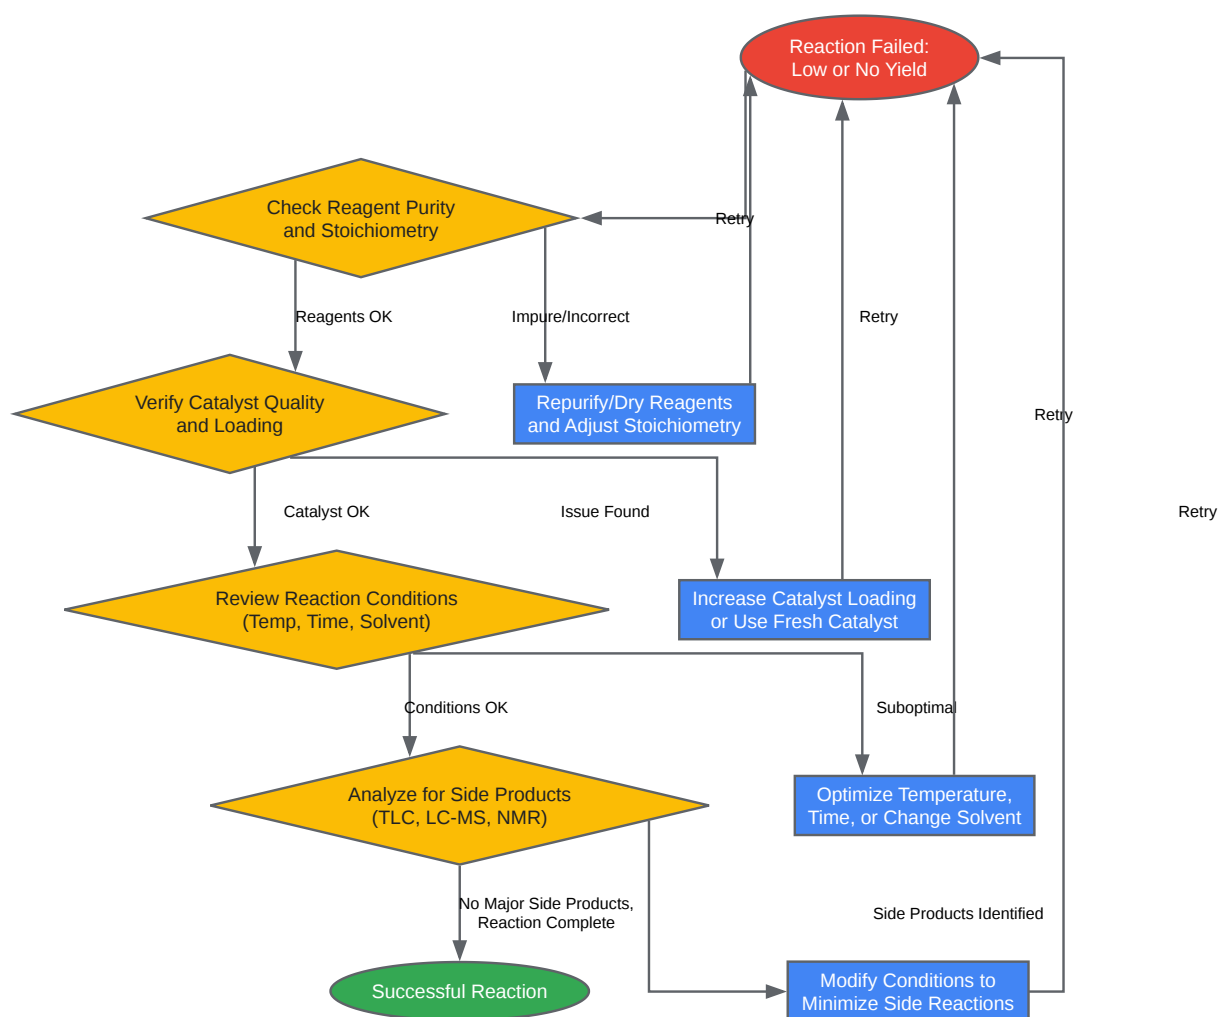 Reaction Failed:
Low or No Yield
Check Reagent Purity
and Stoichiometry
Retry
Reagents OK
Impure/Incorrect
Retry
Verify Catalyst Quality
and Loading
Repurify/Dry Reagents
and Adjust Stoichiometry
Retry
Catalyst OK
Issue Found
Retry
Review Reaction Conditions
(Temp, Time, Solvent)
Increase Catalyst Loading
or Use Fresh Catalyst
Conditions OK
Suboptimal
Analyze for Side Products
(TLC, LC-MS, NMR)
Optimize Temperature,
Time, or Change Solvent
No Major Side Products,
Reaction Complete
Side Products Identified
Successful Reaction
Modify Conditions to
Minimize Side Reactions